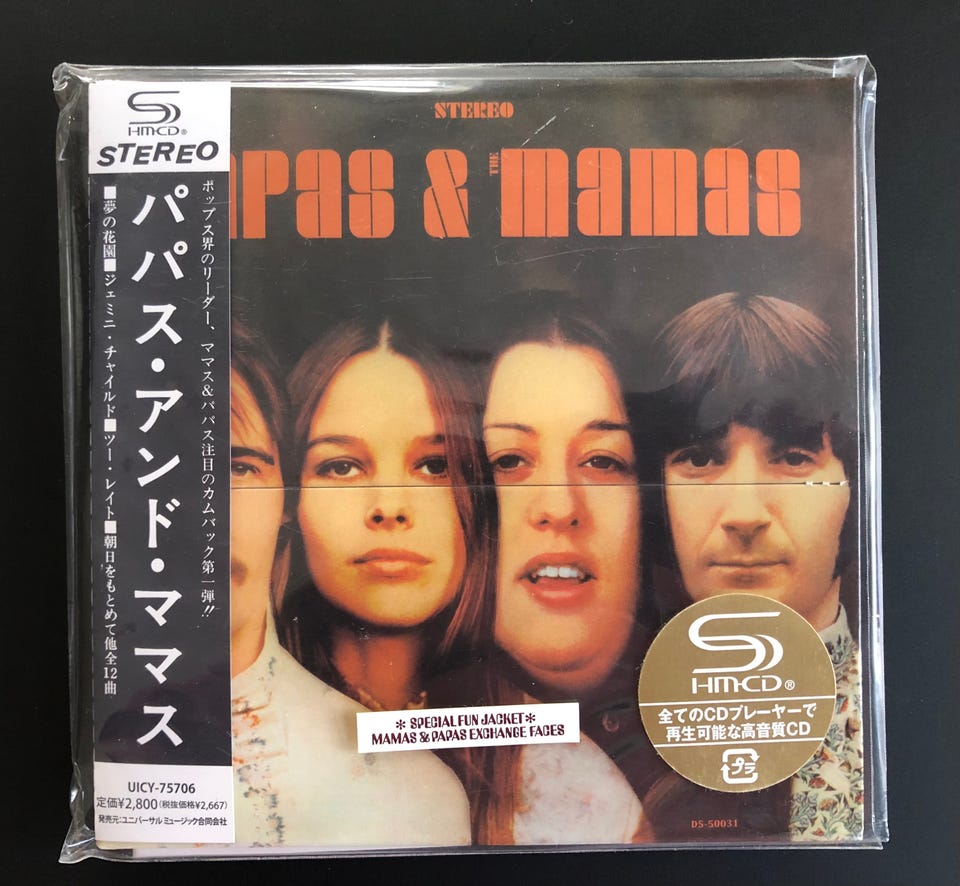 SHM-CD®
STEREO
パパス・アンド・ママス
ポップス界のリーダー、ママス&パパス注目のカムバック第一弾!!
■夢の花園■ジェミニ・チャイルド■ツー・レイト■朝日をもとめて他全12曲
UICY-75706
定価¥2,800(税抜価格¥2,667)
発売元:ユニバーサル ミュージック合同会社
STEREO
APAS & THE MAMAS
* SPECIAL FUN JACKET *
MAMAS & PAPAS EXCHANGE FACES
SHM-CD®
全てのCDプレーヤーで
再生可能な高音質CD
プラ
DS-50031